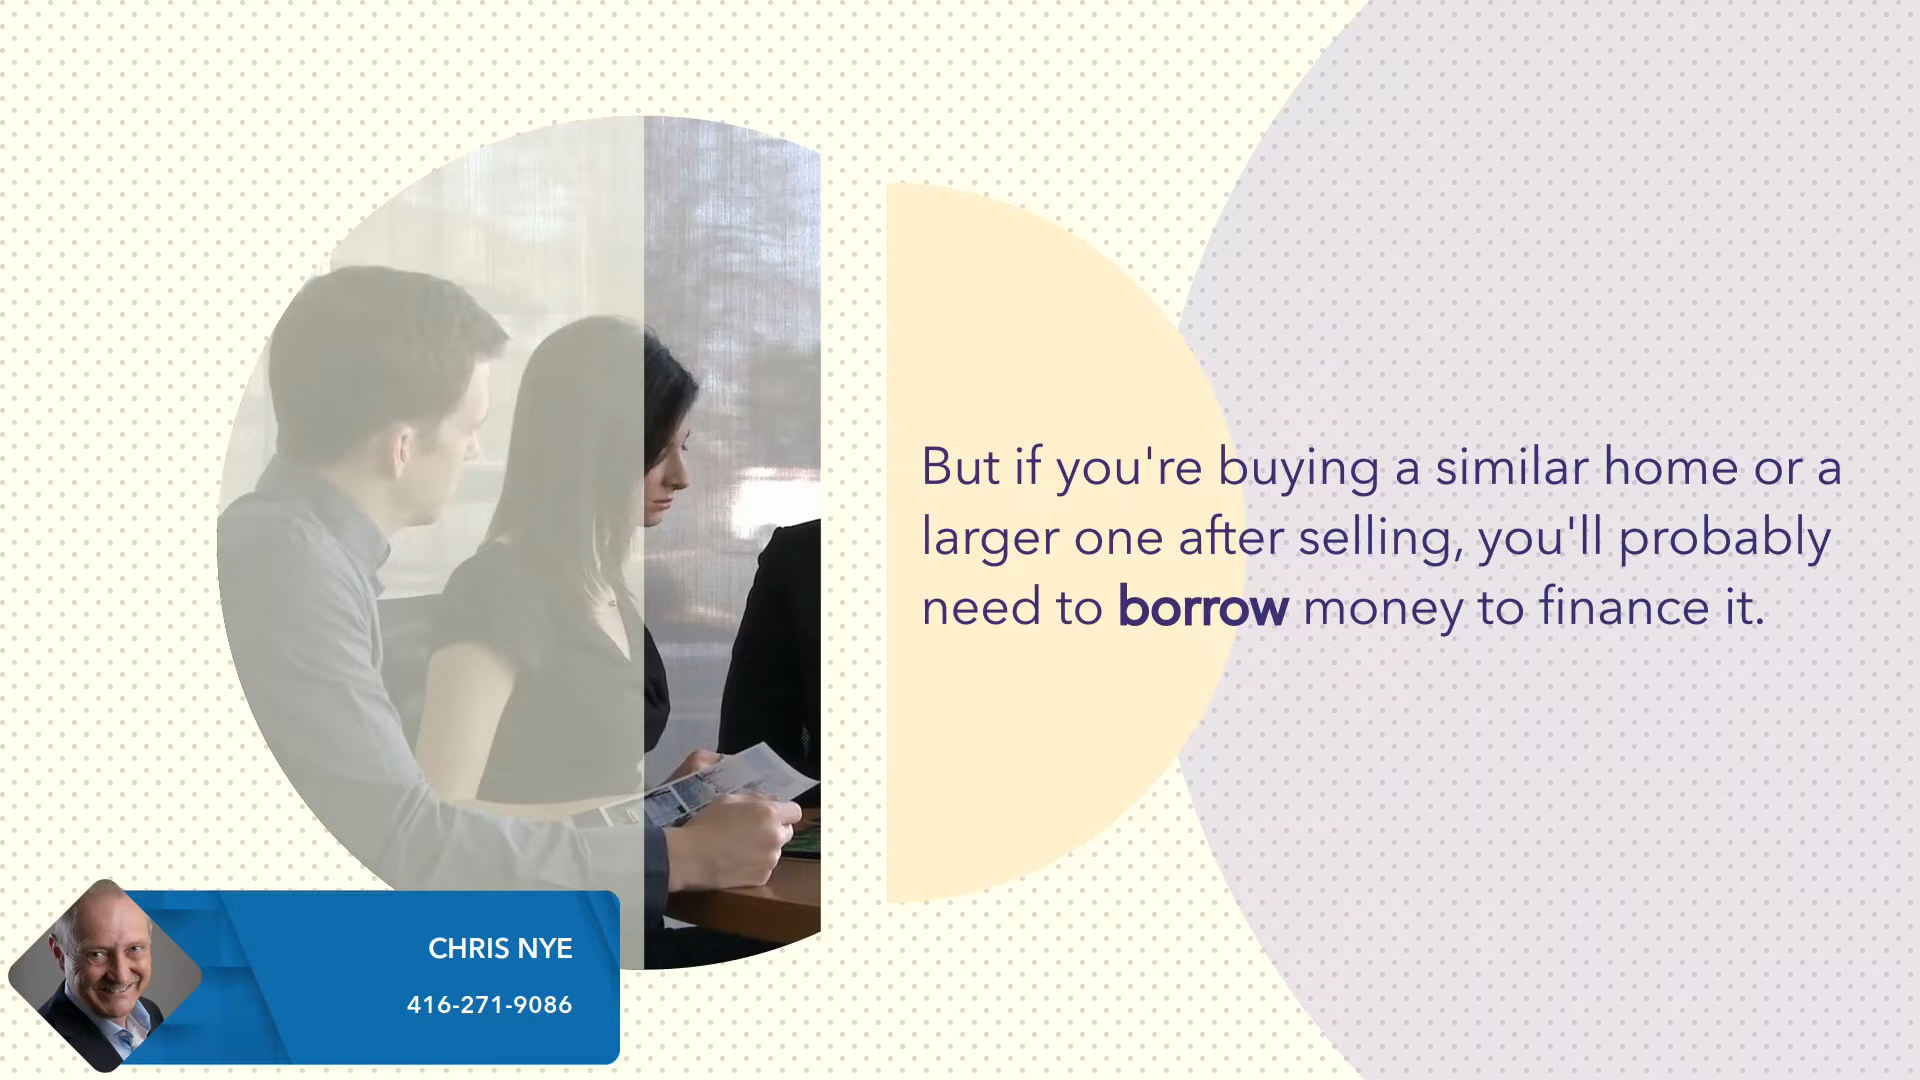 But if you're buying a similar home or a
larger one after selling, you'll probably
need to borrow money to finance it.
CHRIS NYE
416-271-9086